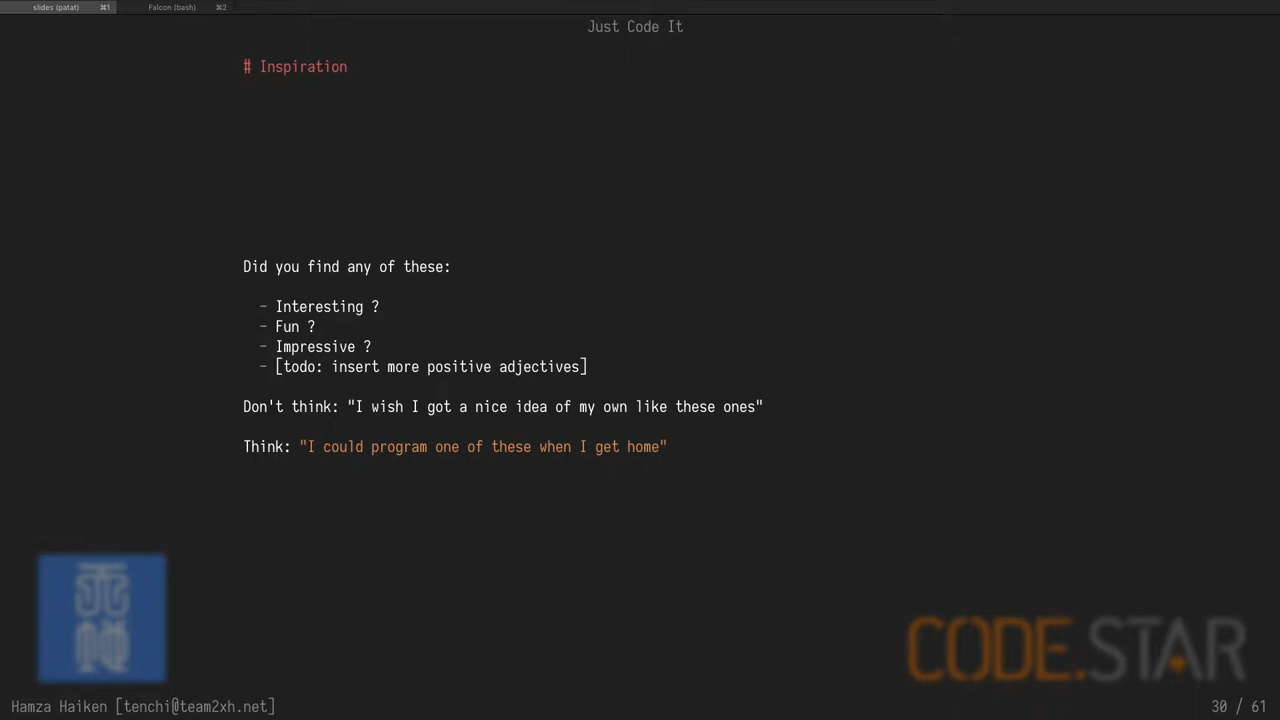 slides (patat) ⌘1 Falcon (bash) ⌘2
Just Code It
# Inspiration
Did you find any of these:
- Interesting ?
- Fun ?
- Impressive ?
- [todo: insert more positive adjectives]
Don't think: "I wish I got a nice idea of my own like these ones"
Think: "I could program one of these when I get home"
CODE.STAR
Hamza Haiken [tenchi@team2xh.net] 30 / 61